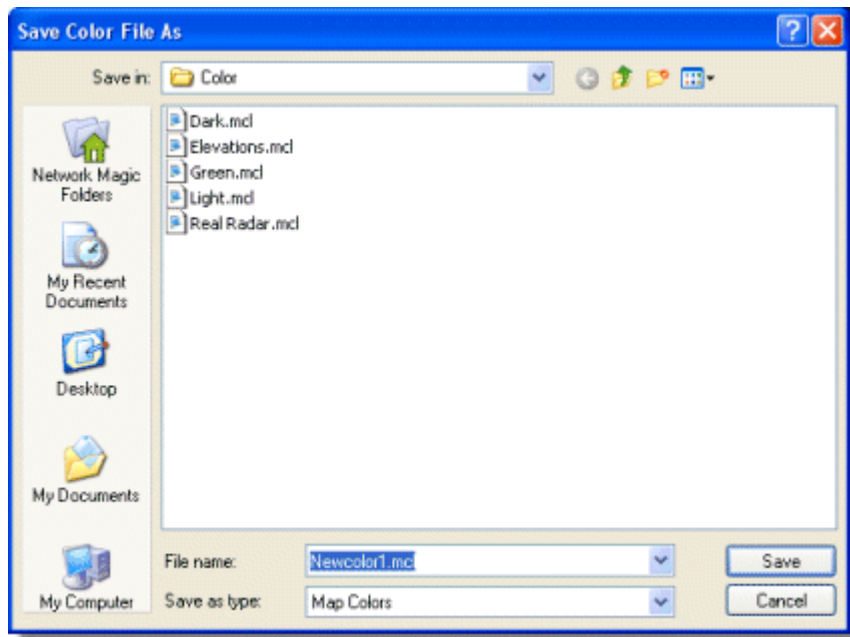 Save Color File As
Save in: Color
Dark.mcl
Elevations.mcl
Green.mcl
Light.mcl
Real Radar.mcl
Network Magic
Folders
My Recent
Documents
Desktop
My Documents
My Computer
File name: Newcolor1.mcl Save
Save as type: Map Colors Cancel